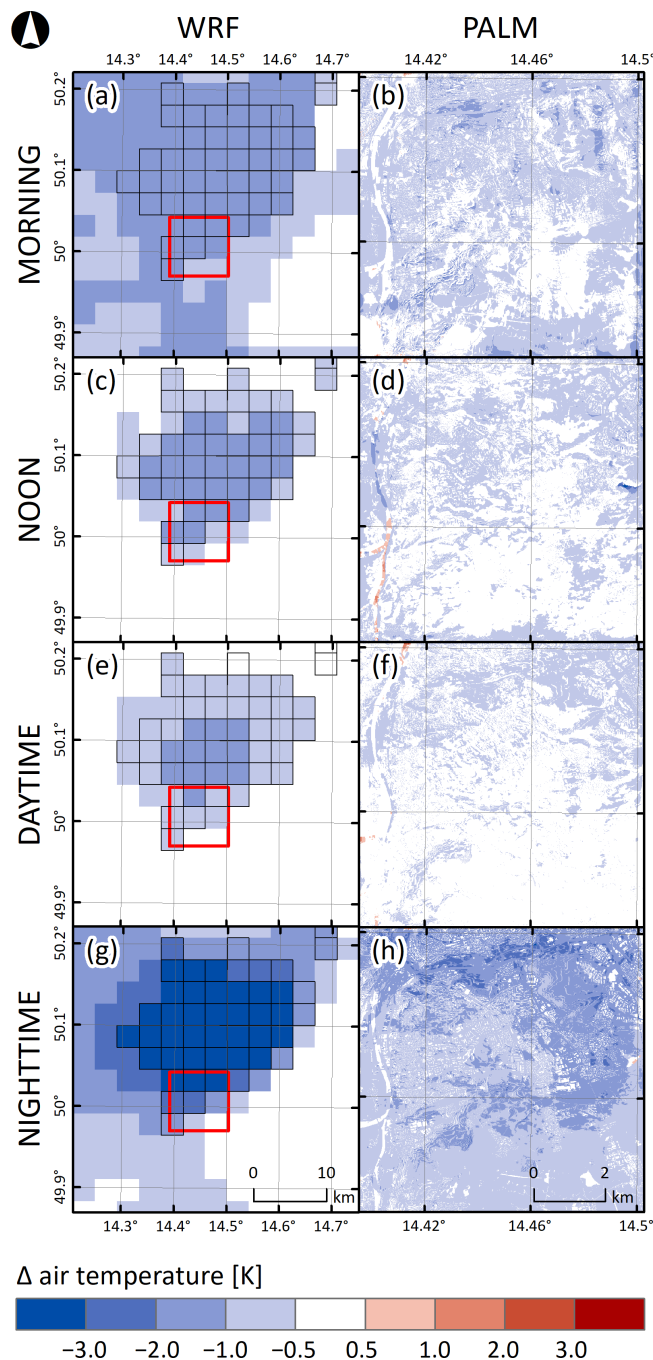 WRF PALM
14.3° 14.4° 14.5° 14.6° 14.7° 14.42° 14.46° 14.5°
MORNING
50.2°
50.1°
50°
49.9°
(a) (b)
NOON
50.2°
50.1°
50°
49.9°
(c) (d)
DAYTIME
50.2°
50.1°
50°
49.9°
(e) (f)
NIGHTTIME
50.2°
50.1°
50°
49.9°
(g) (h)
0 10
km
0 2
km
14.3° 14.4° 14.5° 14.6° 14.7° 14.42° 14.46° 14.5°
Δ air temperature [K]
−3.0 −2.0 −1.0 −0.5 0.5 1.0 2.0 3.0